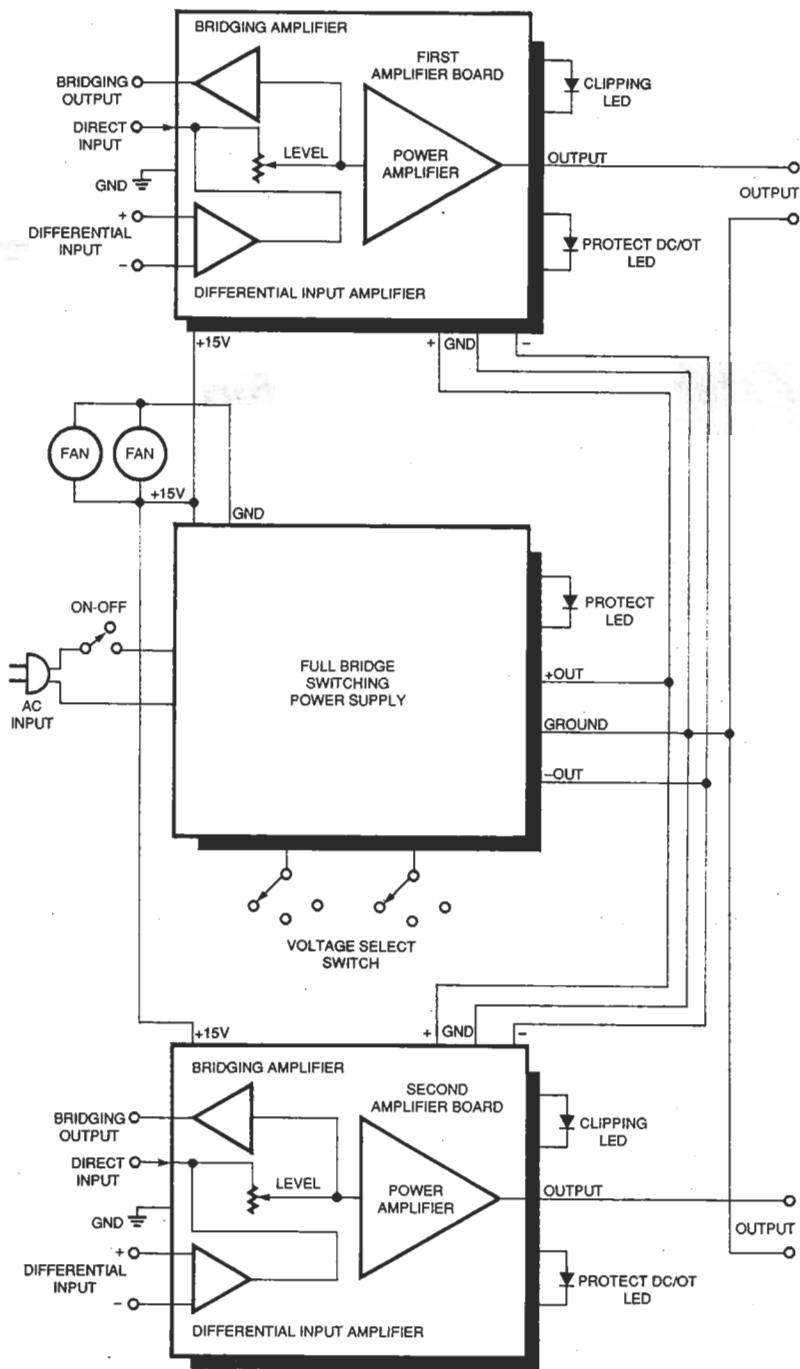 BRIDGING AMPLIFIER
FIRST
AMPLIFIER BOARD
BRIDGING
OUTPUT
DIRECT
INPUT
LEVEL
POWER
AMPLIFIER
GND
+
DIFFERENTIAL
INPUT
−
DIFFERENTIAL INPUT AMPLIFIER
CLIPPING
LED
OUTPUT
OUTPUT
PROTECT DC/OT
LED
+15V
+
GND
−
FAN
FAN
+15V
GND
ON-OFF
AC
INPUT
FULL BRIDGE
SWITCHING
POWER SUPPLY
PROTECT
LED
+OUT
GROUND
−OUT
VOLTAGE SELECT
SWITCH
+15V
+
GND
−
BRIDGING AMPLIFIER
SECOND
AMPLIFIER BOARD
BRIDGING
OUTPUT
DIRECT
INPUT
LEVEL
POWER
AMPLIFIER
GND
+
DIFFERENTIAL
INPUT
−
DIFFERENTIAL INPUT AMPLIFIER
CLIPPING
LED
OUTPUT
OUTPUT
PROTECT DC/OT
LED